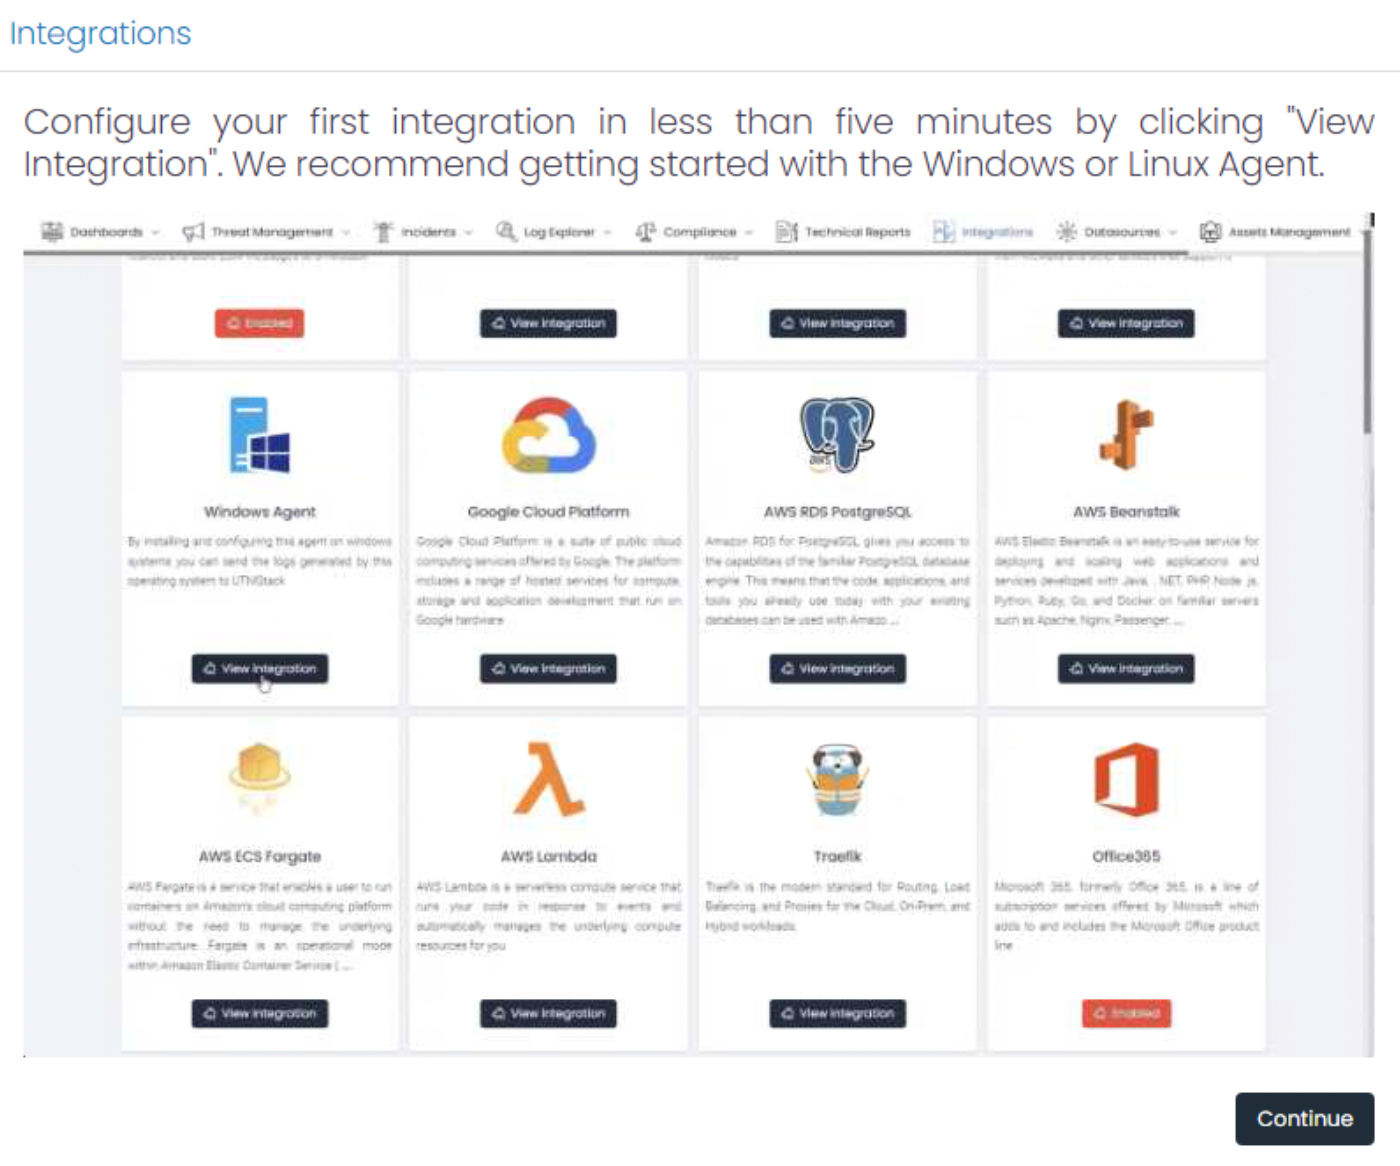 Integrations
Configure your first integration in less than five minutes by clicking "View
Integration". We recommend getting started with the Windows or Linux Agent.
Dashboards Threat Management Incidents Log Explorer Compliance Technical Reports Integrations Datasources Assets Management
Enabled View Integration View Integration View Integration
aws
Windows Agent Google Cloud Platform AWS RDS PostgreSQL AWS Beanstalk
By installing and configuring this agent on windows
systems you can send the logs generated by this
operating system to UTMStack
Google Cloud Platform is a suite of public cloud
computing services offered by Google. The platform
includes a range of hosted services for compute,
storage and application development that run on
Google hardware
Amazon RDS for PostgreSQL gives you access to
the capabilities of the familiar PostgreSQL database
engine. This means that the code, applications, and
tools you already use today with your existing
databases can be used with Amazo ...
AWS Elastic Beanstalk is an easy-to-use service for
deploying and scaling web applications and
services developed with Java, .NET, PHP, Node.js,
Python, Ruby, Go, and Docker on familiar servers
such as Apache, Nginx, Passenger, ...
View Integration View Integration View Integration View Integration
AWS ECS Fargate AWS Lambda Traefik Office365
AWS Fargate is a service that enables a user to run
containers on Amazon's cloud computing platform
without the need to manage the underlying
infrastructure. Fargate is an operational mode
within Amazon Elastic Container Service ( ...
AWS Lambda is a serverless compute service that
runs your code in response to events and
automatically manages the underlying compute
resources for you
Traefik is the modern standard for Routing, Load
Balancing, and Proxies for the Cloud, On-Prem, and
Hybrid workloads.
Microsoft 365, formerly Office 365, is a line of
subscription services offered by Microsoft which
adds to and includes the Microsoft Office product
line
View Integration View Integration View Integration Enabled
Continue